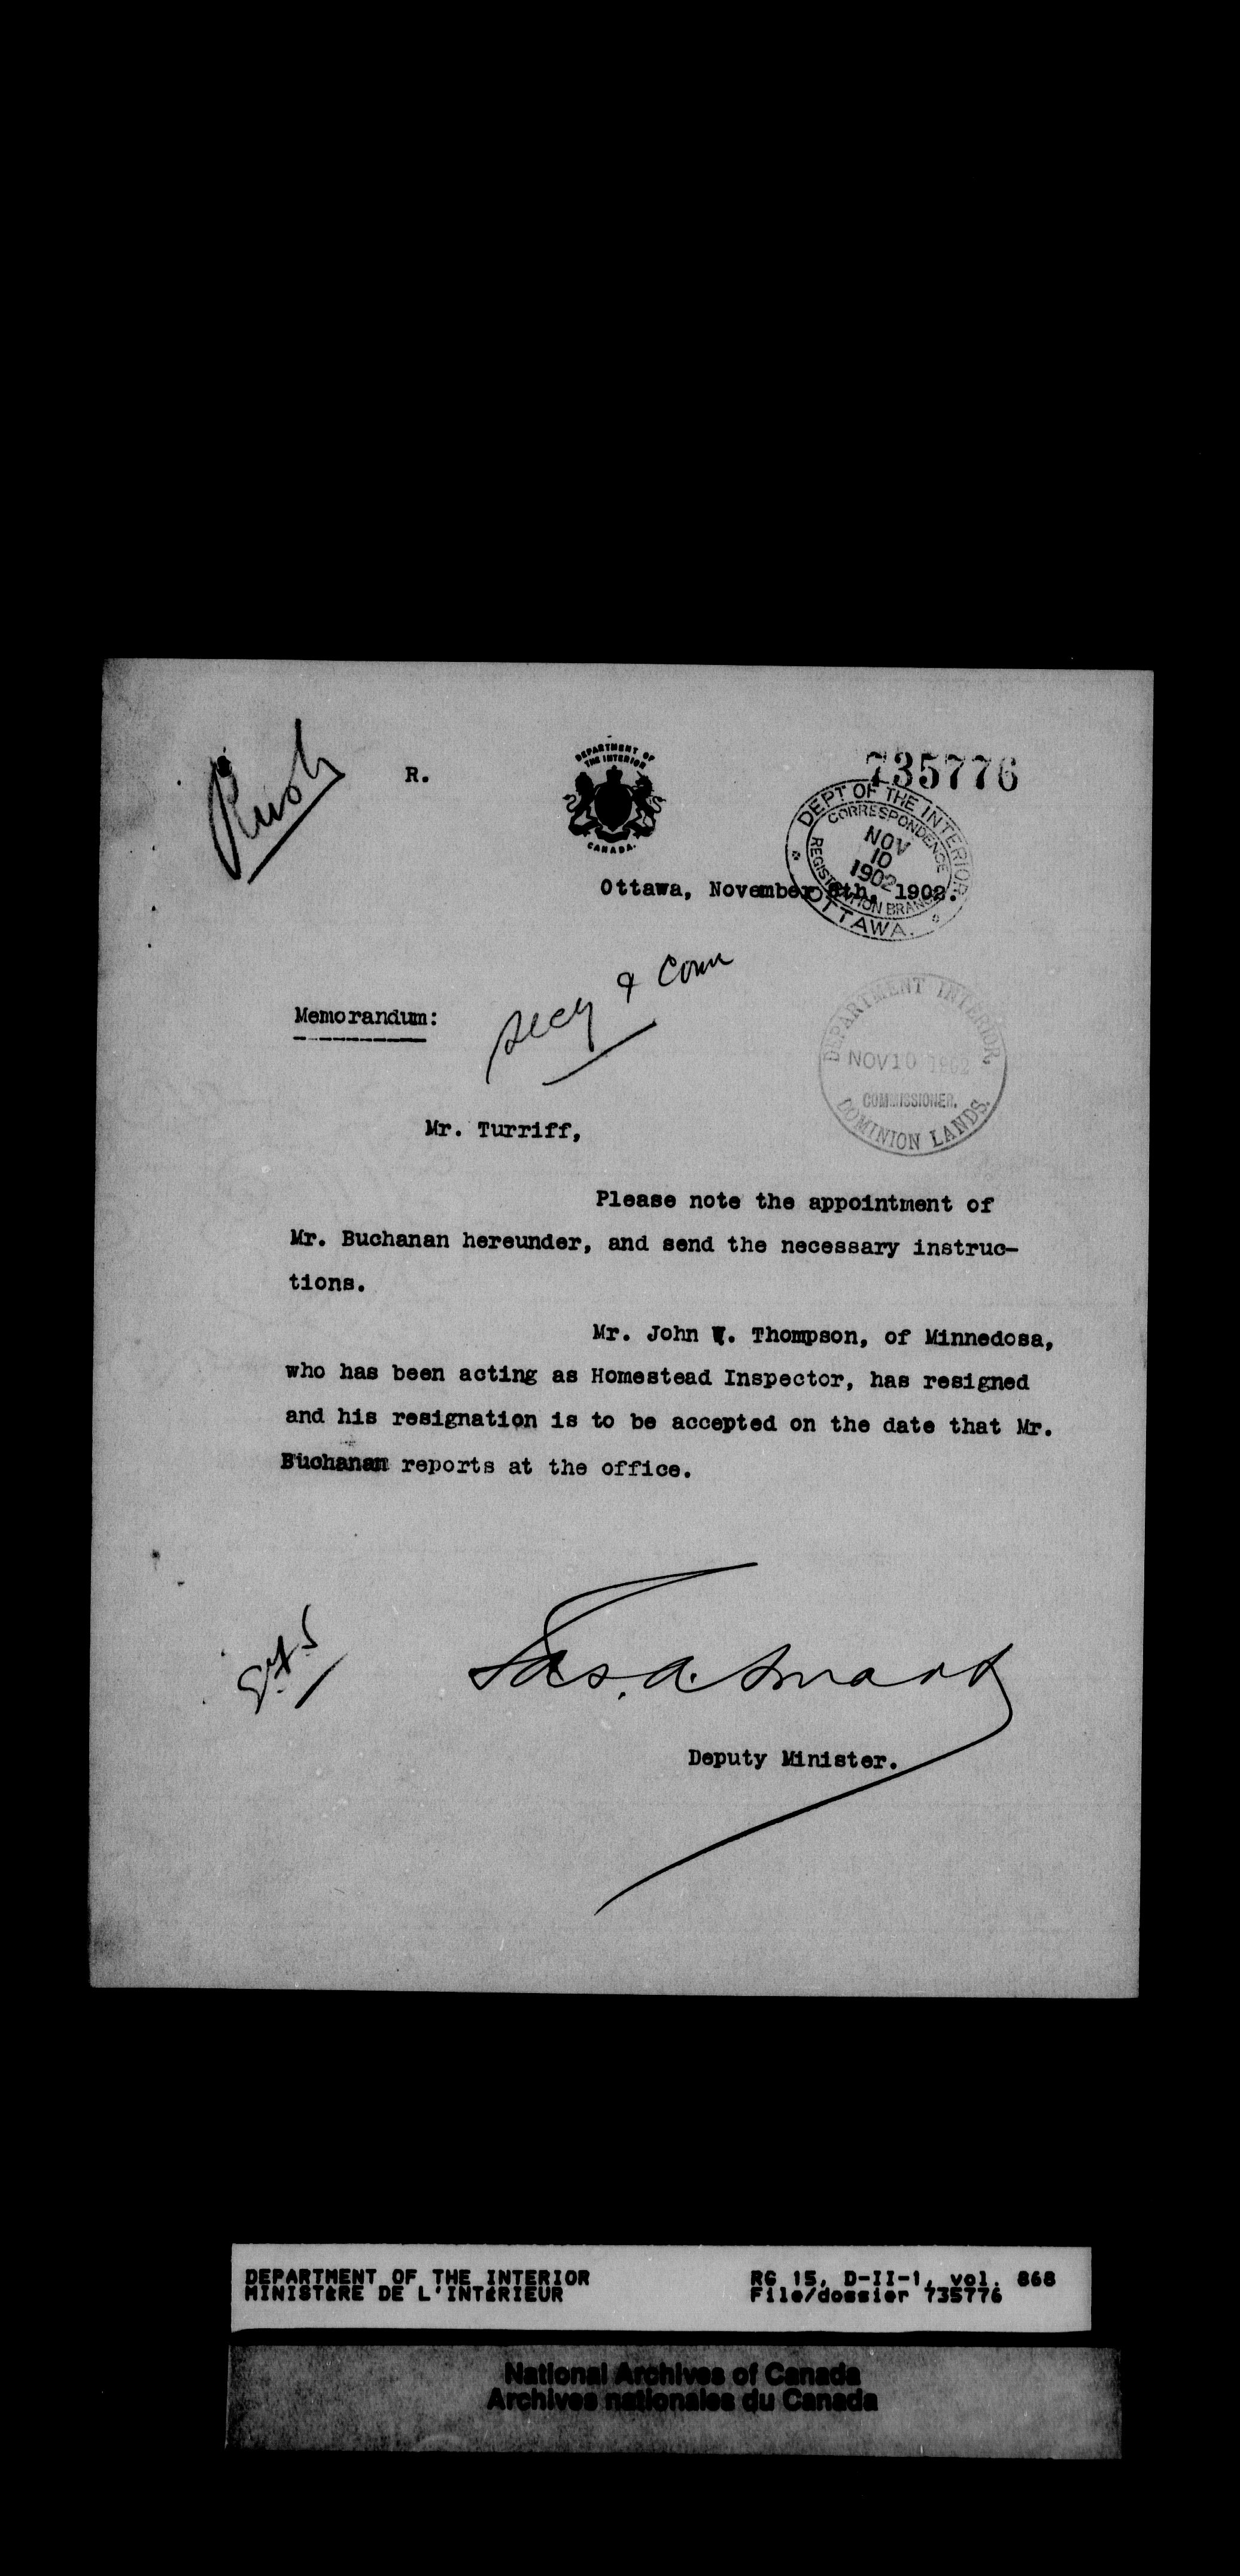 Rush
R.
DEPARTMENT OF
THE INTERIOR
CANADA.
735776
DEPT OF THE INTERIOR
CORRESPONDENCE
NOV
10
1902
REGISTRATION BRANCH
OTTAWA.
Ottawa, November 8th, 1902.
Secy & Com
Memorandum:
DEPARTMENT INTERIOR
NOV 10 1902
COMMISSIONER.
DOMINION LANDS.
Mr. Turriff,
Please note the appointment of
Mr. Buchanan hereunder, and send the necessary instruc-
tions.
Mr. John W. Thompson, of Minnedosa,
who has been acting as Homestead Inspector, has resigned
and his resignation is to be accepted on the date that Mr.
Buchanan reports at the office.
Jas. A. Smart
Deputy Minister.
DEPARTMENT OF THE INTERIOR
MINISTÈRE DE L'INTÉRIEUR
RG 15, D-II-1, vol. 868
File/dossier 735776
National Archives of Canada
Archives nationales du Canada